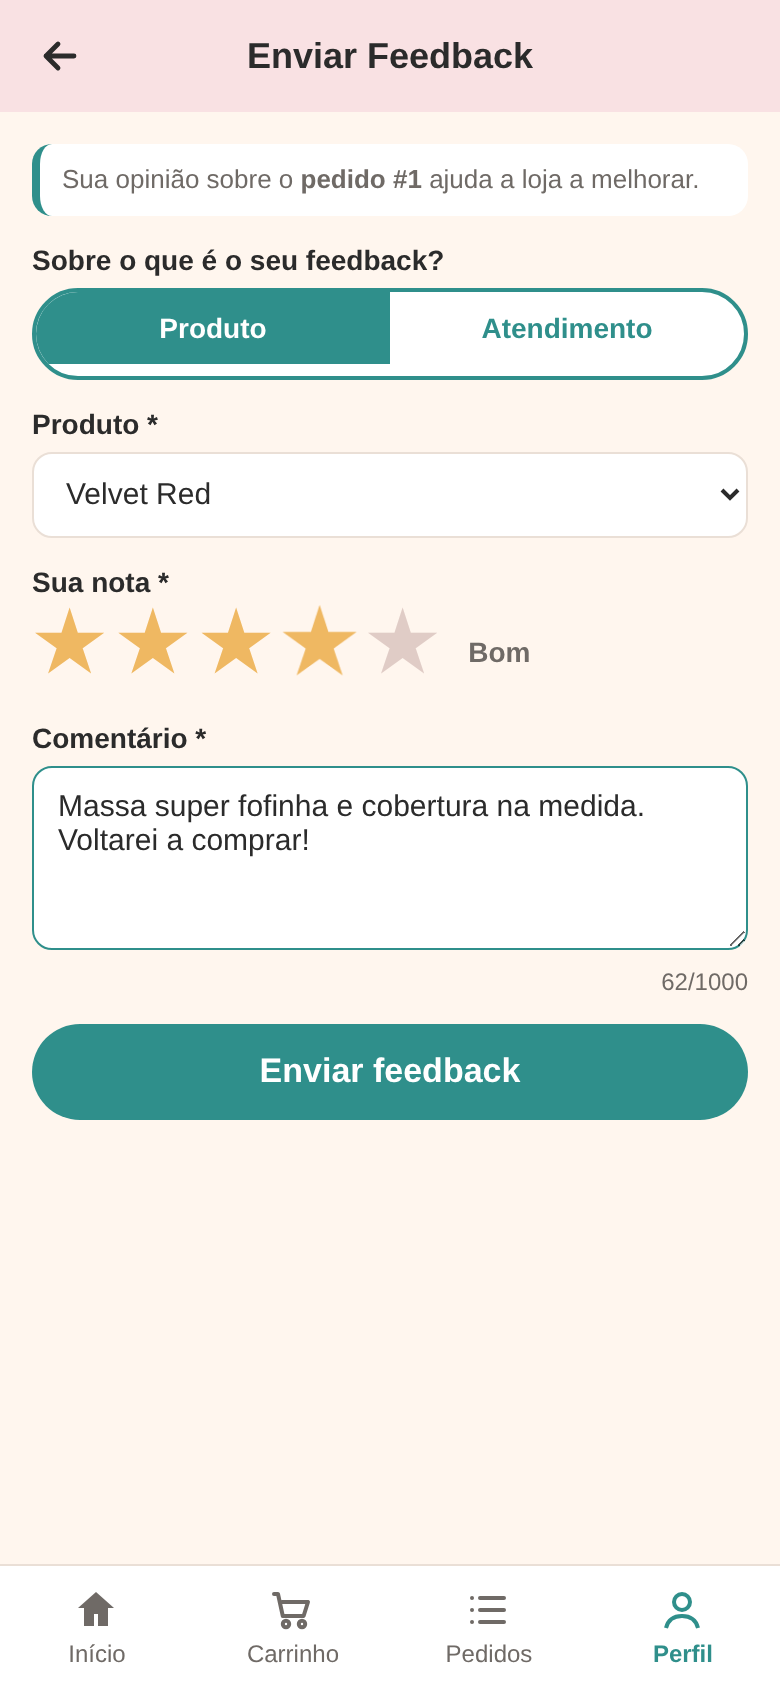 Enviar Feedback
Sua opinião sobre o pedido #1 ajuda a loja a melhorar.
Sobre o que é o seu feedback?
Produto
Atendimento
Produto *
Velvet Red
Sua nota *
Bom
Comentário *
Massa super fofinha e cobertura na medida.
Voltarei a comprar!
62/1000
Enviar feedback
Início
Carrinho
Pedidos
Perfil